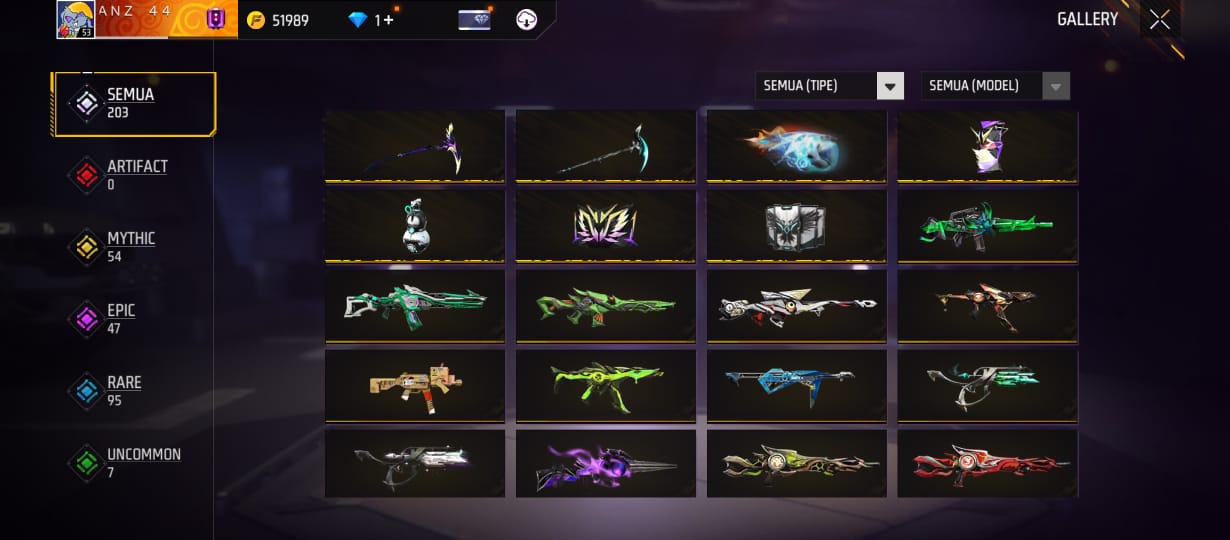 ANZ 44
53
51989
1+
GALLERY
SEMUA (TIPE)
SEMUA (MODEL)
SEMUA
203
ARTIFACT
0
MYTHIC
54
EPIC
47
RARE
95
UNCOMMON
7